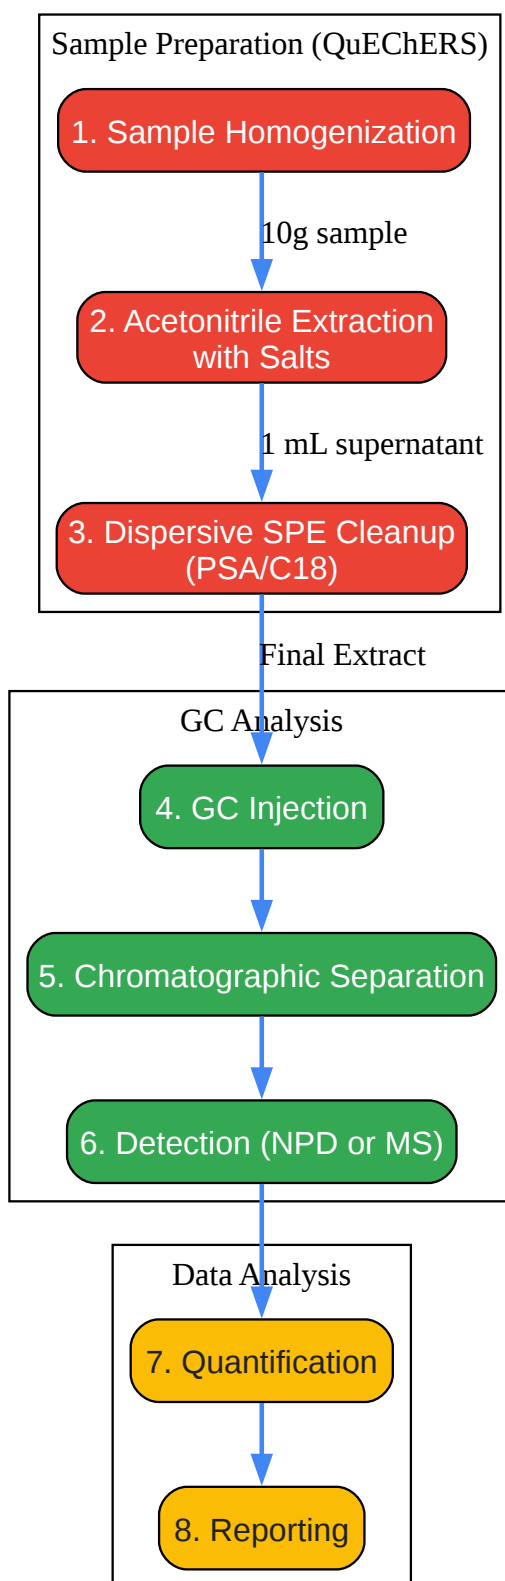 Sample Preparation (QuEChERS)
1. Sample Homogenization
10g sample
2. Acetonitrile Extraction
with Salts
1 mL supernatant
3. Dispersive SPE Cleanup
(PSA/C18)
Final Extract
GC Analysis
4. GC Injection
5. Chromatographic Separation
6. Detection (NPD or MS)
Data Analysis
7. Quantification
8. Reporting